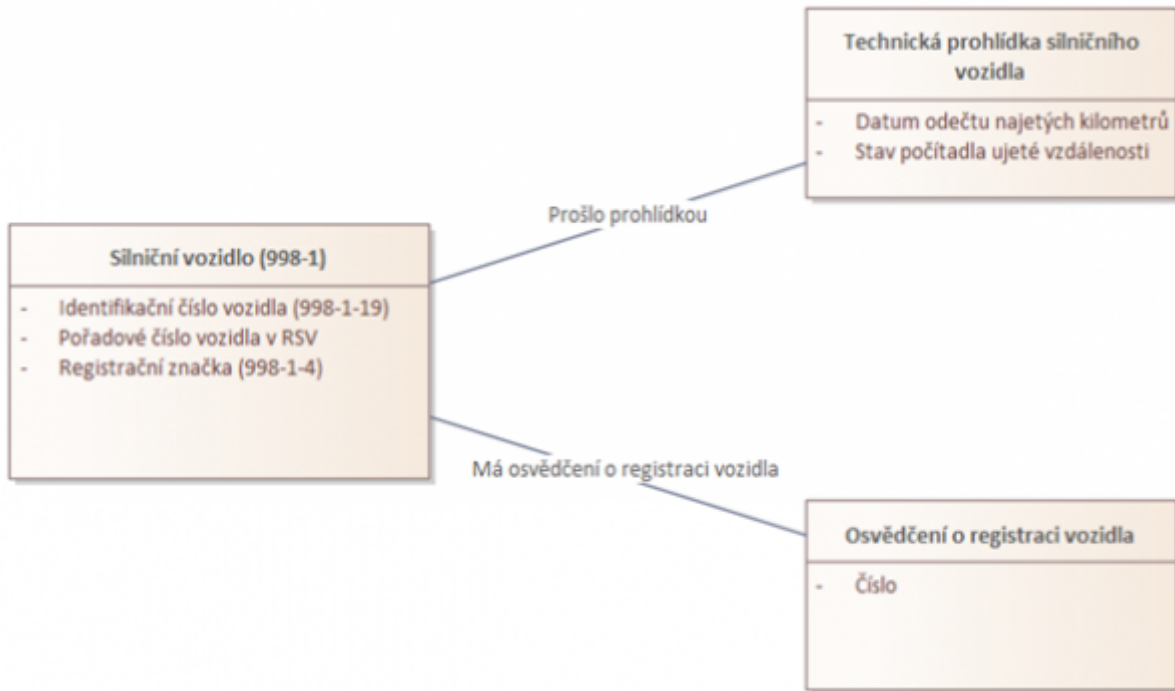 Technická prohlídka silničního
vozidla
- Datum odečtu najetých kilometrů
- Stav počítadla ujeté vzdálenosti
Prošlo prohlídkou
Silniční vozidlo (998-1)
- Identifikační číslo vozidla (998-1-19)
- Pořadové číslo vozidla v RSV
- Registrační značka (998-1-4)
Má osvědčení o registraci vozidla
Osvědčení o registraci vozidla
- Číslo